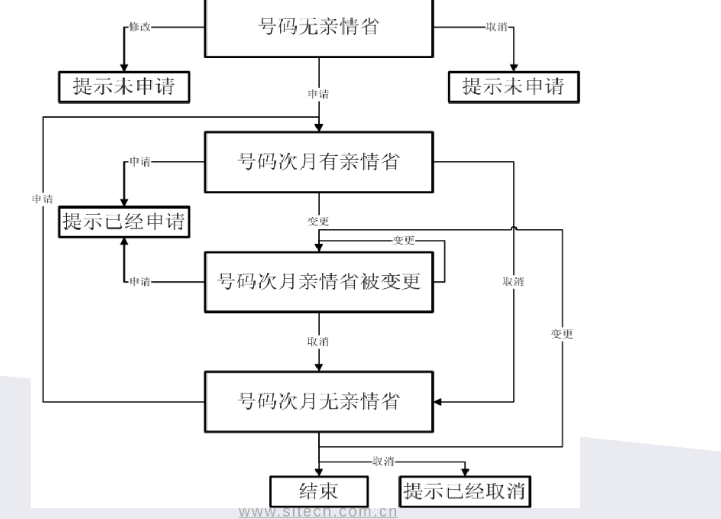 号码无亲情省
修改
取消
提示未申请
提示未申请
申请
号码次月有亲情省
申请
申请
提示已经申请
变更
变更
号码次月亲情省被变更
申请
取消
取消
变更
号码次月无亲情省
取消
结束
提示已经取消
www.sitech.com.cn